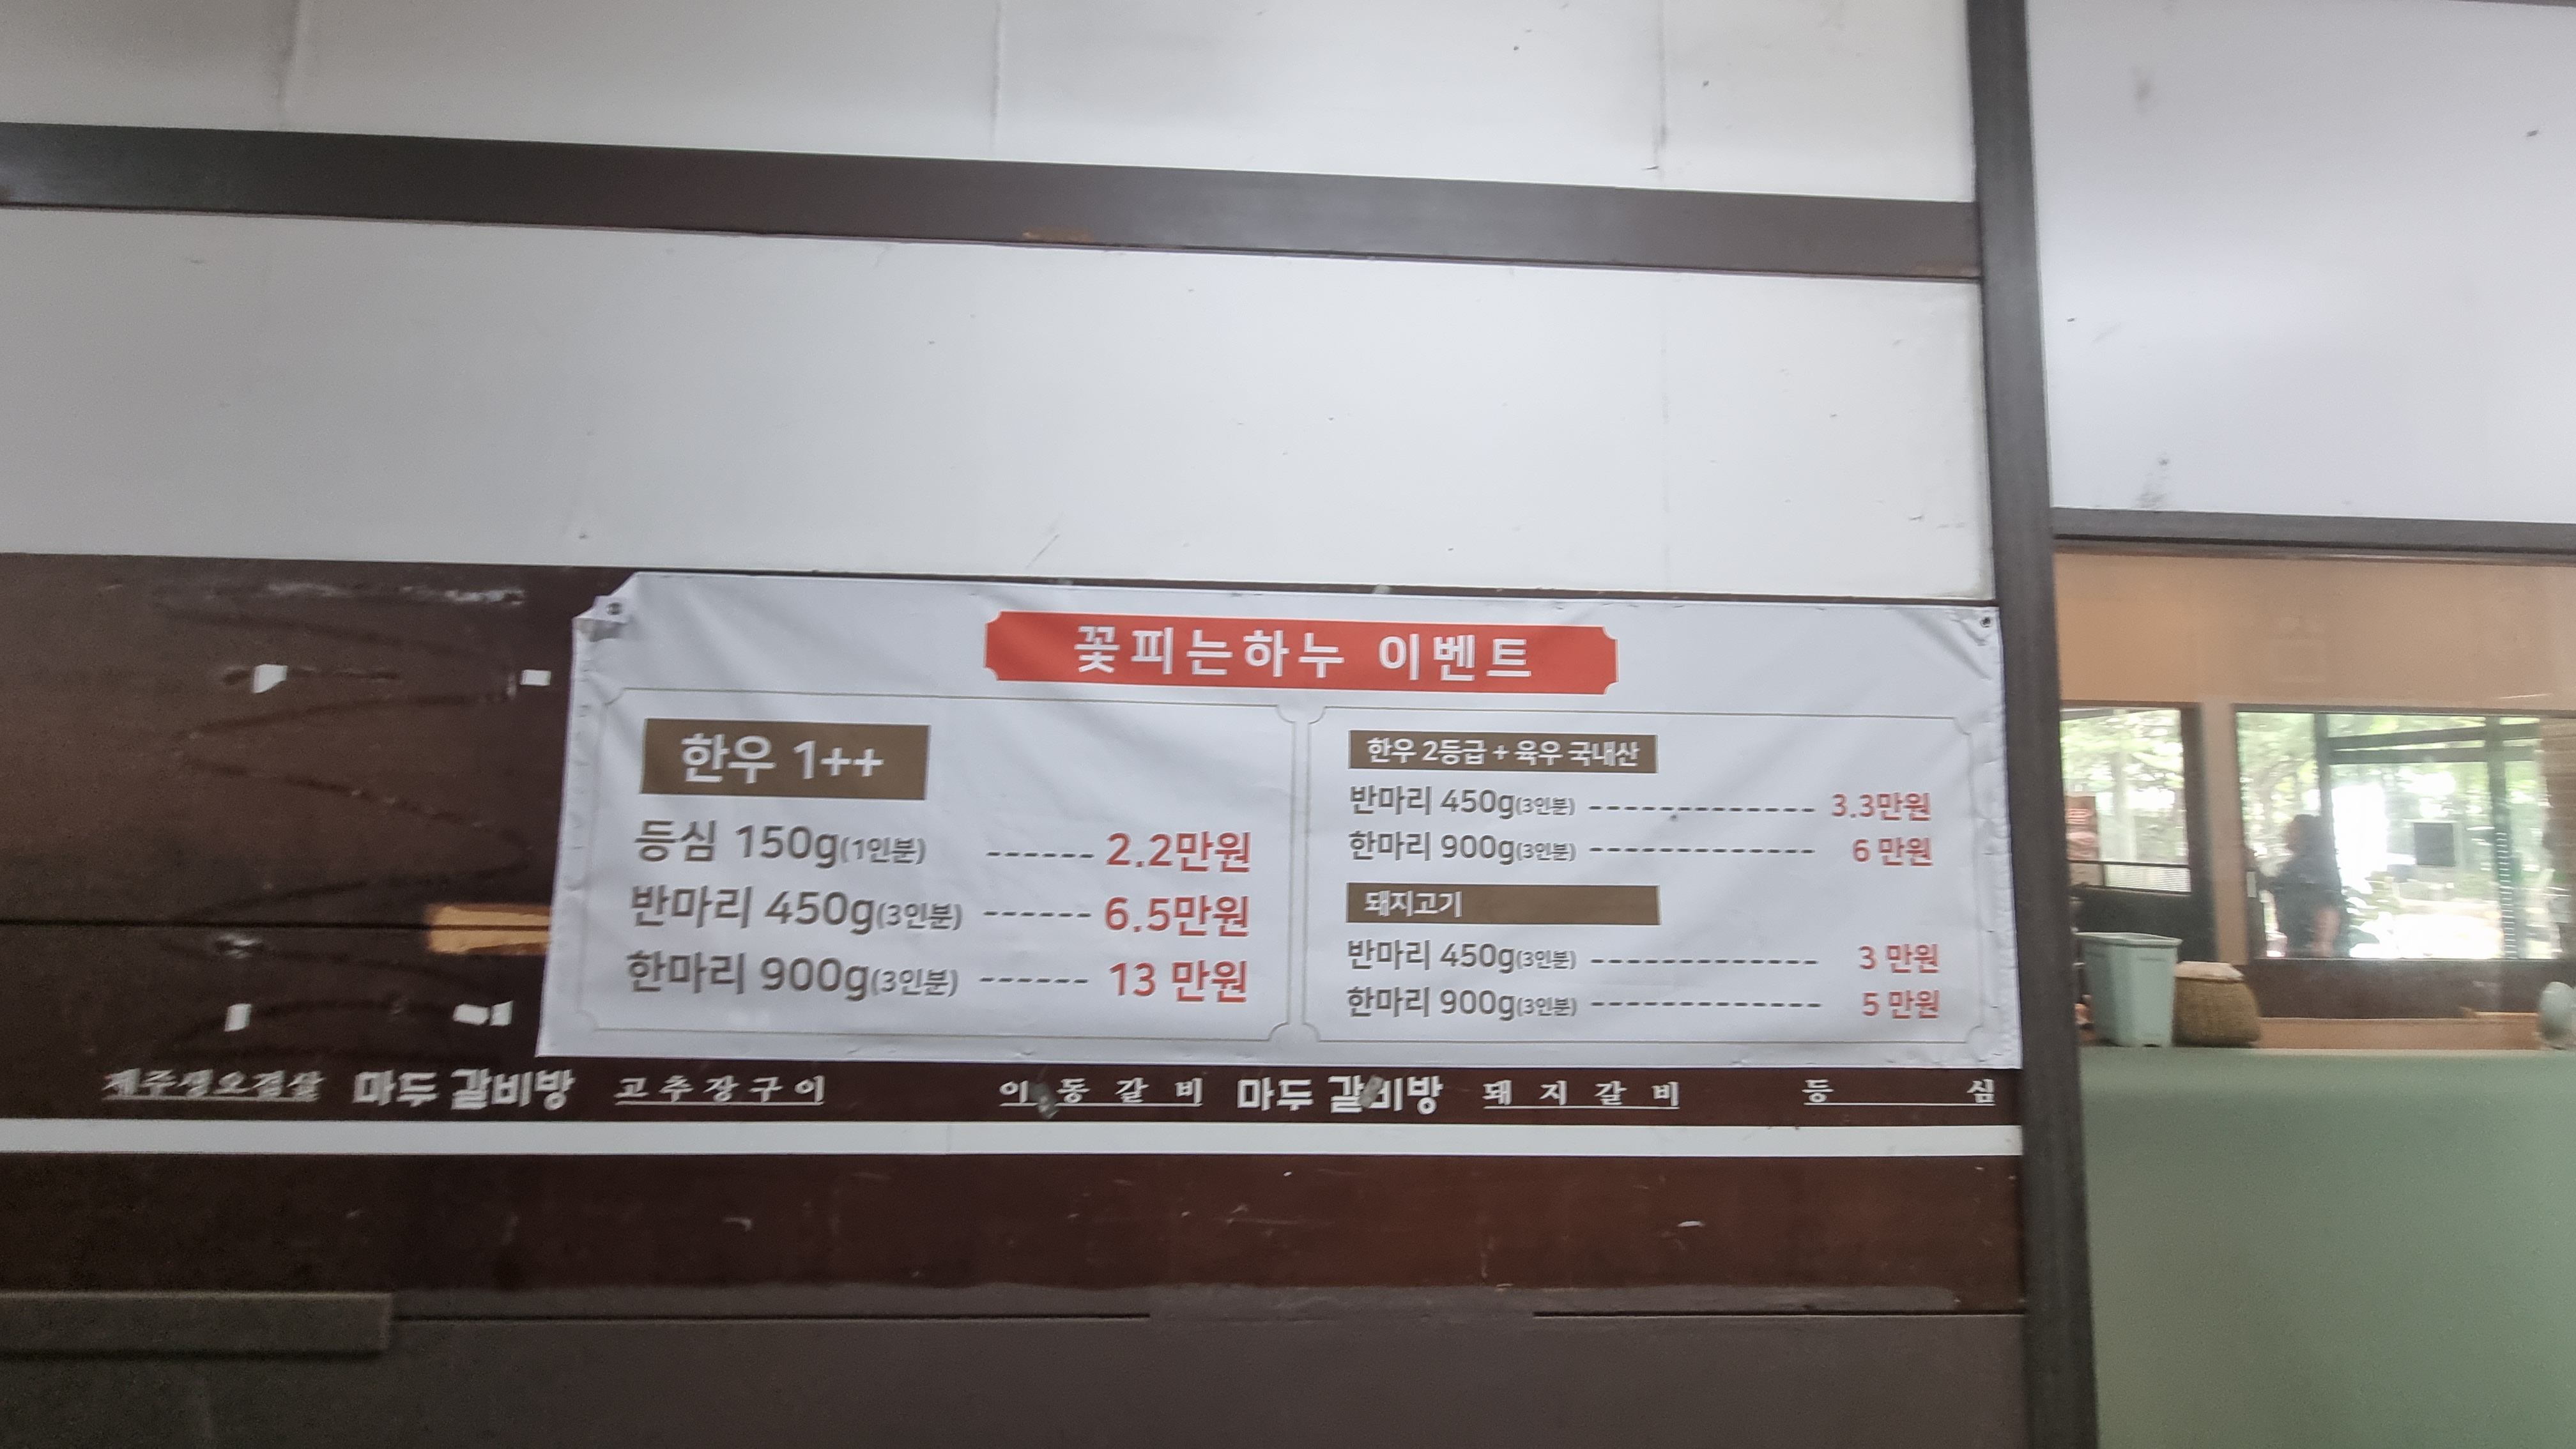 꽃피는하누 이벤트
한우 1++
등심 150g(1인분) ------ 2.2만원
반마리 450g(3인분) ------ 6.5만원
한마리 900g(3인분) ------ 13 만원
한우 2등급 + 육우 국내산
반마리 450g(3인분) ------------- 3.3만원
한마리 900g(3인분) ------------- 6 만원
돼지고기
반마리 450g(3인분) ------------- 3 만원
한마리 900g(3인분) ------------- 5 만원
제주생오겹살 마두 갈비방 고추장구이 이동갈비 마두 갈비방 돼지갈비 등심